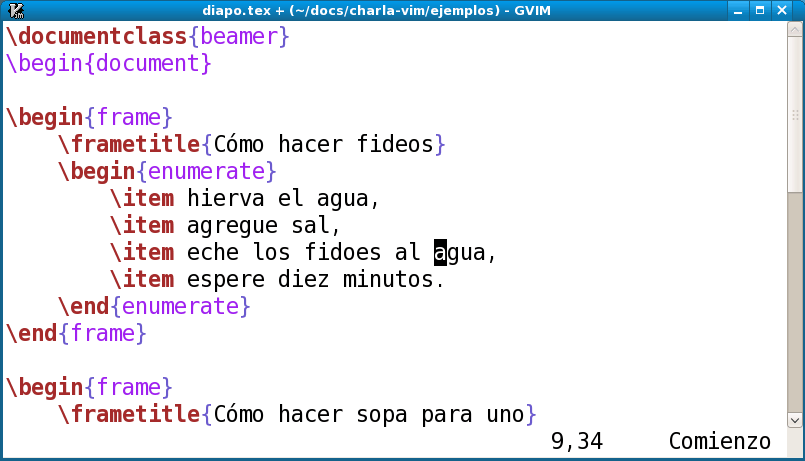 diapo.tex + (~/docs/charla-vim/ejemplos) - GVIM
\documentclass{beamer}
\begin{document}
\begin{frame}
\frametitle{Cómo hacer fideos}
\begin{enumerate}
\item hierva el agua,
\item agregue sal,
\item eche los fidoes al agua,
\item espere diez minutos.
\end{enumerate}
\end{frame}
\begin{frame}
\frametitle{Cómo hacer sopa para uno}
9,34 Comienzo